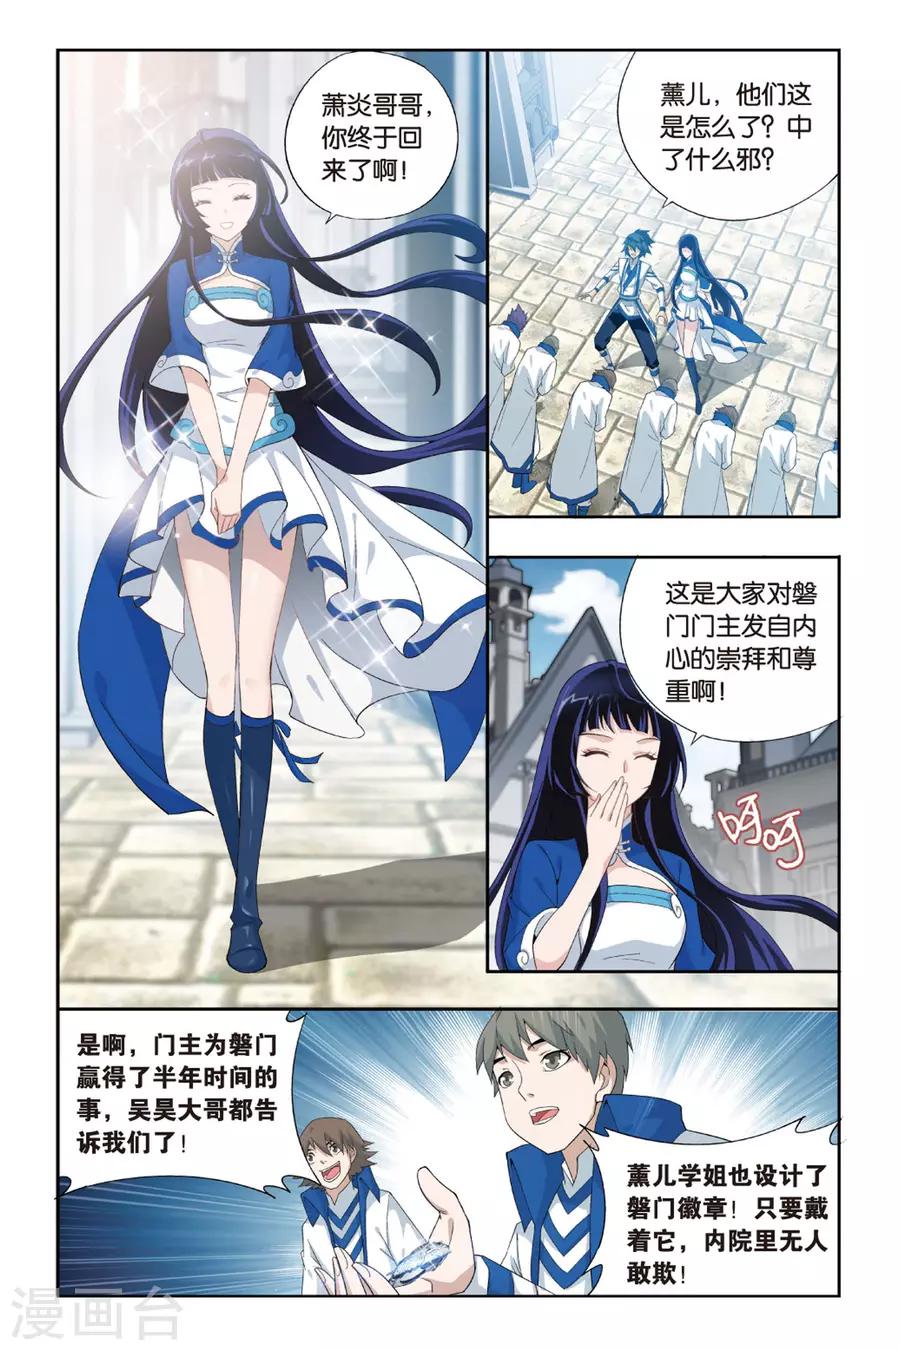 萧炎哥哥，
你终于回
来了啊！
薰儿，他们这
是怎么了？中
了什么邪？
这是大家对磐
门门主发自内
心的崇拜和尊
重啊！
呵呵
是啊，门主为磐门
赢得了半年时间的
事，吴昊大哥都告
诉我们了！
薰儿学姐也设计了
磐门徽章！只要戴
着它，内院里无人
敢欺！
漫画台